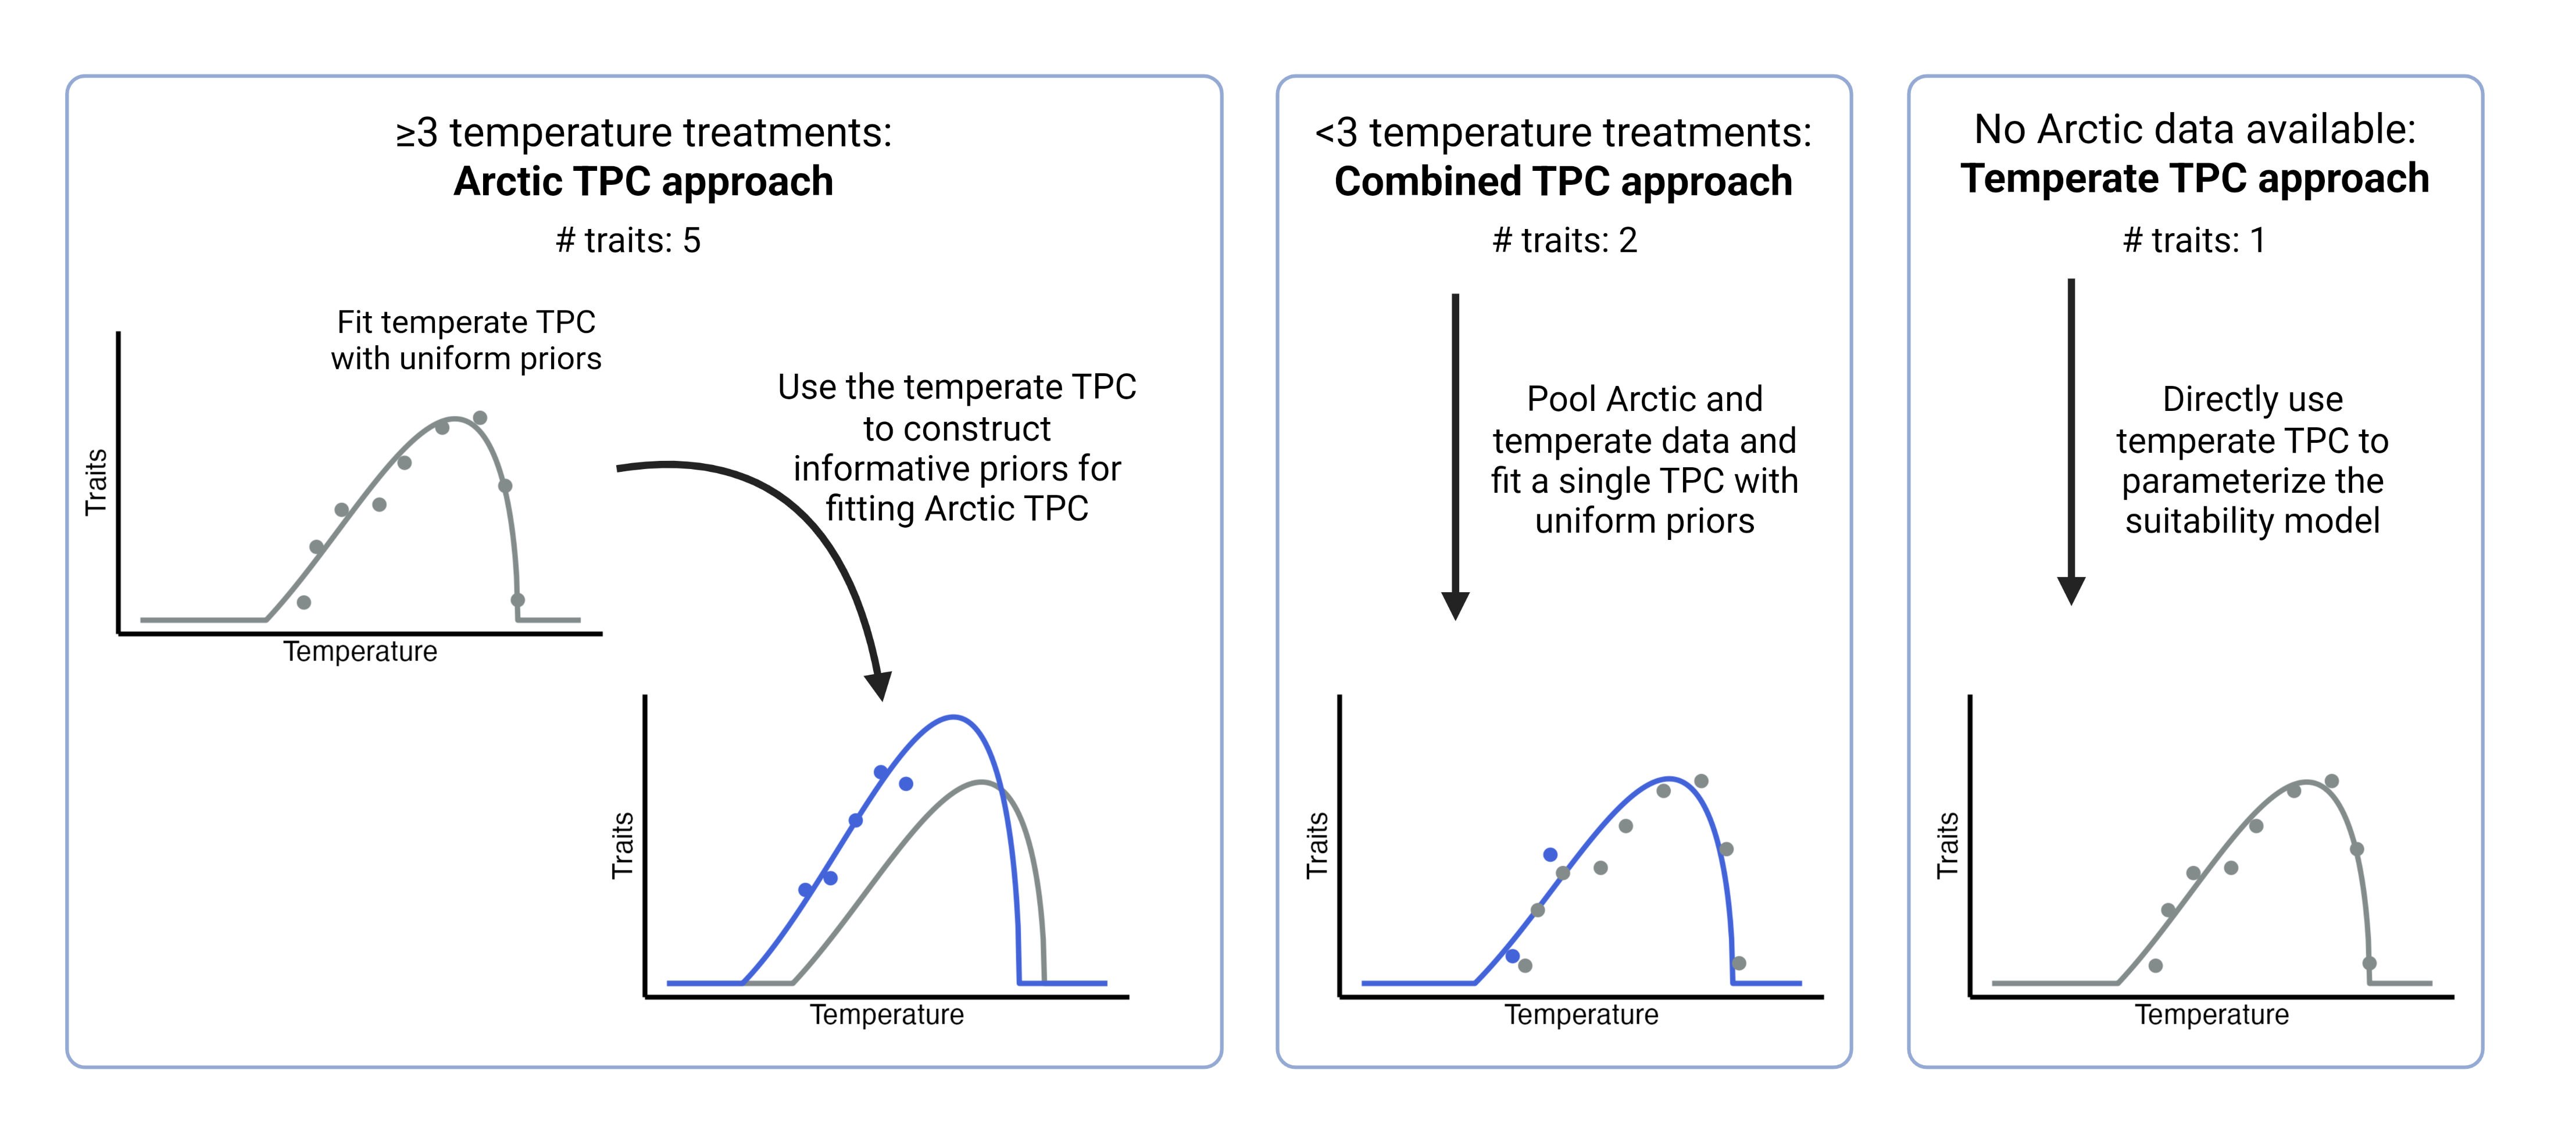 ≥3 temperature treatments:
Arctic TPC approach
# traits: 5
Fit temperate TPC
with uniform priors
Traits
Temperature
Use the temperate TPC
to construct
informative priors for
fitting Arctic TPC
Traits
Temperature
<3 temperature treatments:
Combined TPC approach
# traits: 2
Pool Arctic and
temperate data and
fit a single TPC with
uniform priors
Traits
Temperature
No Arctic data available:
Temperate TPC approach
# traits: 1
Directly use
temperate TPC to
parameterize the
suitability model
Traits
Temperature